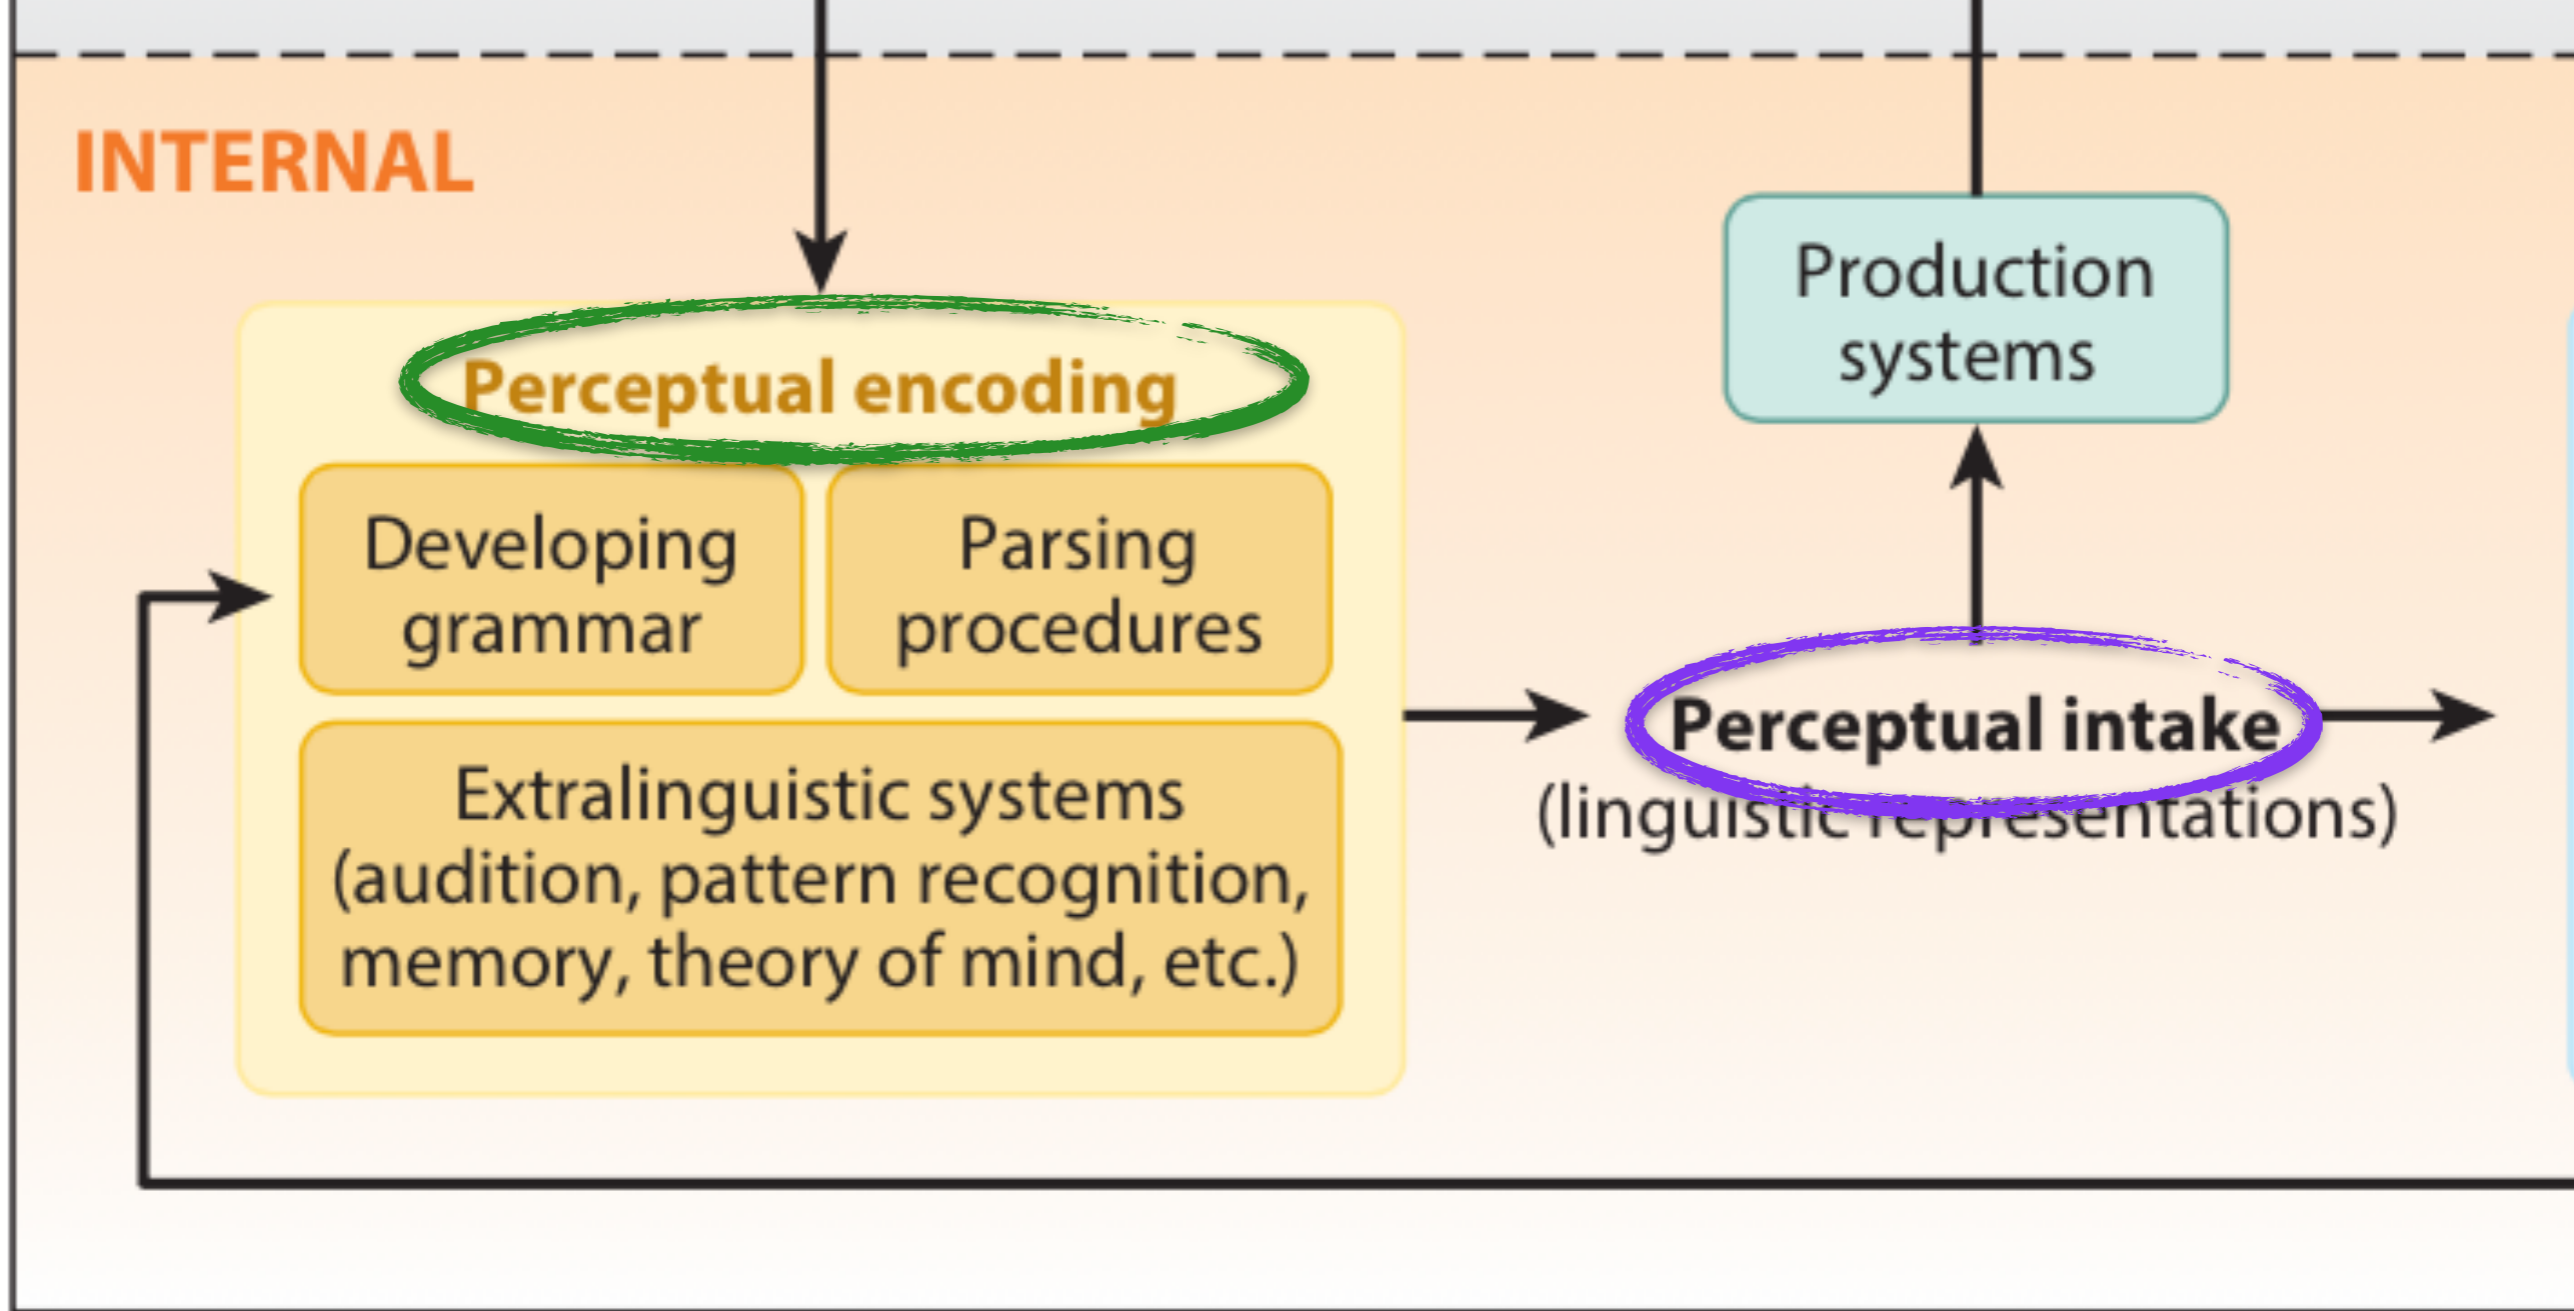 INTERNAL
Perceptual encoding
Developing
grammar
Parsing
procedures
Extralinguistic systems
(audition, pattern recognition,
memory, theory of mind, etc.)
Production
systems
Perceptual intake
(linguistic representations)